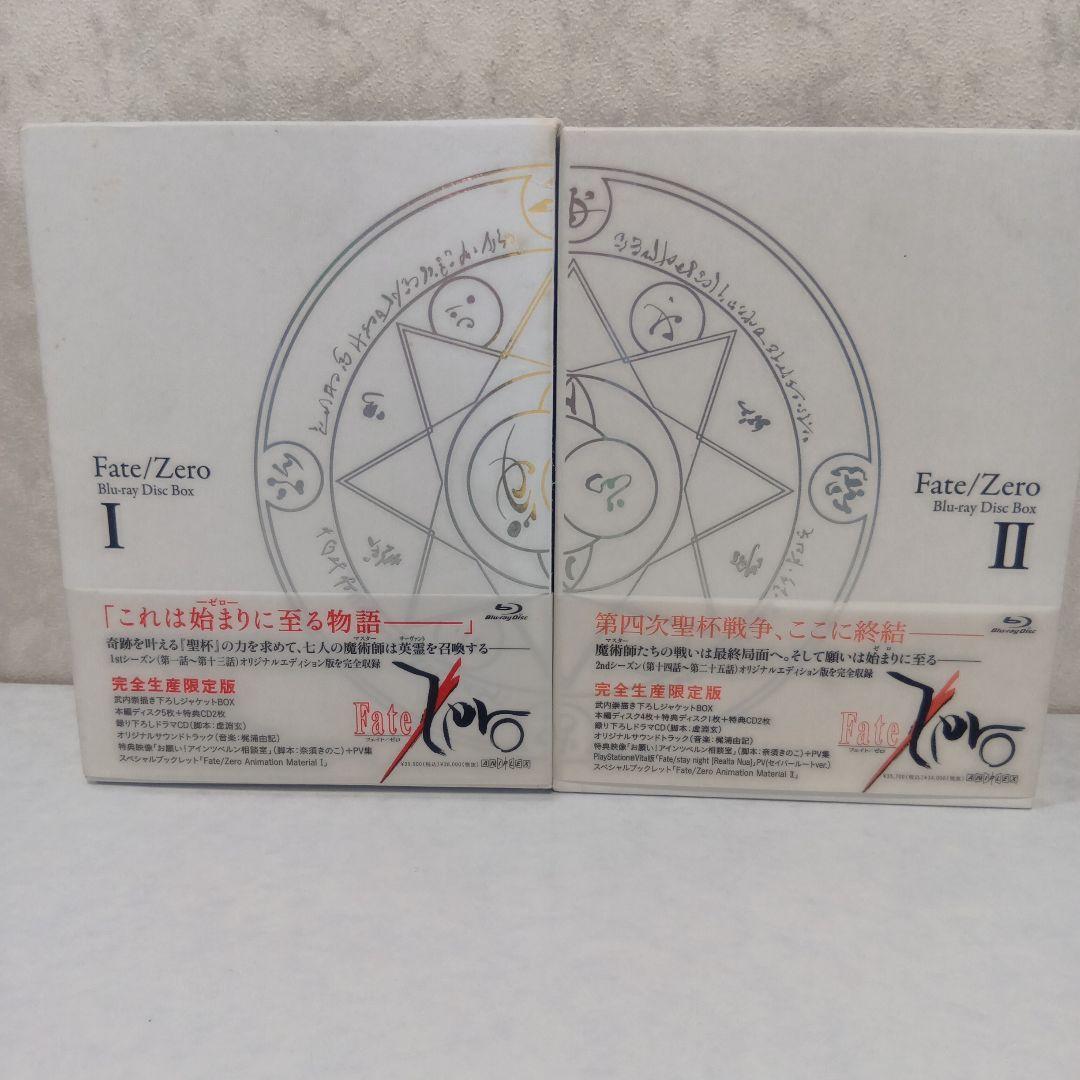 Fate/Zero
Blu-ray Disc Box
I
ゼロ
「これは始まりに至る物語―――」
Blu-ray Disc
マスター サーヴァント
奇跡を叶える『聖杯』の力を求めて、七人の魔術師は英霊を召喚する――
1stシーズン(第一話~第十三話)オリジナルエディション版を完全収録
完全生産限定版
武内崇描き下ろしジャケットBOX
本編ディスク5枚+特典CD2枚
録り下ろしドラマCD(脚本:虚淵玄)
オリジナルサウンドトラック(音楽:梶浦由記)
特典映像「お願い!アインツベルン相談室」(脚本:奈須きのこ)+PV集
スペシャルブックレット「Fate/Zero Animation Material I」
Fate/Zero
フェイト/ゼロ
ANIPLEX
Fate/Zero
Blu-ray Disc Box
II
第四次聖杯戦争、ここに終結―――
Blu-ray Disc
マスター ゼロ
魔術師たちの戦いは最終局面へ。そして願いは始まりに至る――
2ndシーズン(第十四話~第二十五話)オリジナルエディション版を完全収録
完全生産限定版
武内崇描き下ろしジャケットBOX
本編ディスク4枚+特典ディスク1枚+特典CD2枚
録り下ろしドラマCD(脚本:虚淵玄)
オリジナルサウンドトラック(音楽:梶浦由記)
特典映像「お願い!アインツベルン相談室」(脚本:奈須きのこ)+PV集
PlayStation®Vita版「Fate/stay night [Realta Nua]」PV(セイバールートver.)
スペシャルブックレット「Fate/Zero Animation Material II」
Fate/Zero
フェイト/ゼロ
¥35,700(税込)¥34,000(税抜)
ANIPLEX